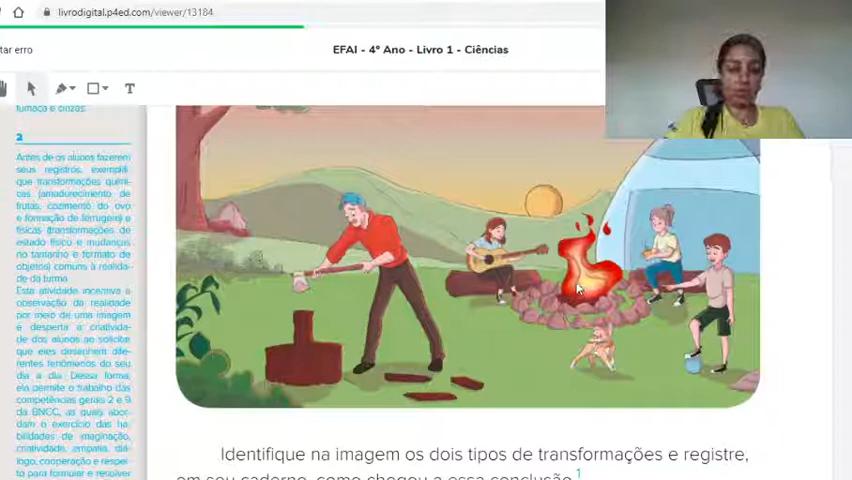 livrodigital.p4ed.com/viewer/13184
tar erro
EFAI - 4º Ano - Livro 1 - Ciências
T
fumaça e cinzas.
a
Antes de os alunos fazerem
seus registros, exemplifi-
que transformações quími-
cas (amadurecimento de
frutas, cozimento do ovo
e formação de ferrugem) e
físicas (transformações de
estado físico e mudanças
no tamanho e formato de
objetos) comuns à realida-
de da turma.
Esta atividade incentiva a
observação da realidade
por meio de uma imagem
e desperta a criativida-
de dos alunos ao solicitar
que eles desenhem dife-
rentes fenômenos do seu
dia a dia. Dessa forma,
ela permite o trabalho das
competências gerais 2 e 9
da BNCC, as quais abor-
dam o exercício das ha-
bilidades de imaginação,
criatividade, empatia, diá-
logo, cooperação e respei-
to para formular e resolver
Identifique na imagem os dois tipos de transformações e registre,
em seu caderno, como chegou a essa conclusão.1